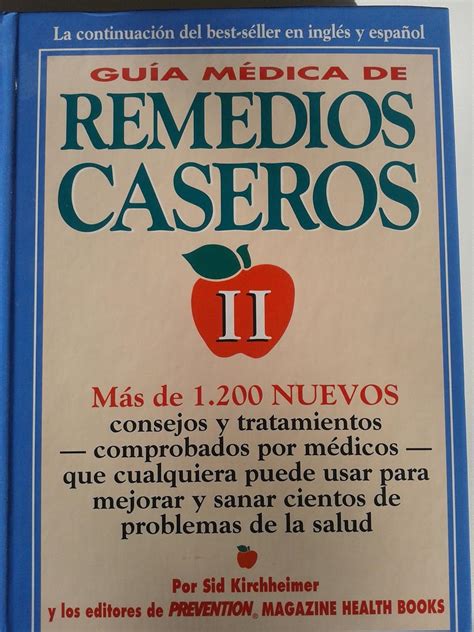 La continuación del best-séller en inglés y español
GUÍA MÉDICA DE
REMEDIOS
CASEROS
II
Más de 1.200 NUEVOS
consejos y tratamientos
— comprobados por médicos —
que cualquiera puede usar para
mejorar y sanar cientos de
problemas de la salud
Por Sid Kirchheimer
y los editores de PREVENTION® MAGAZINE HEALTH BOOKS